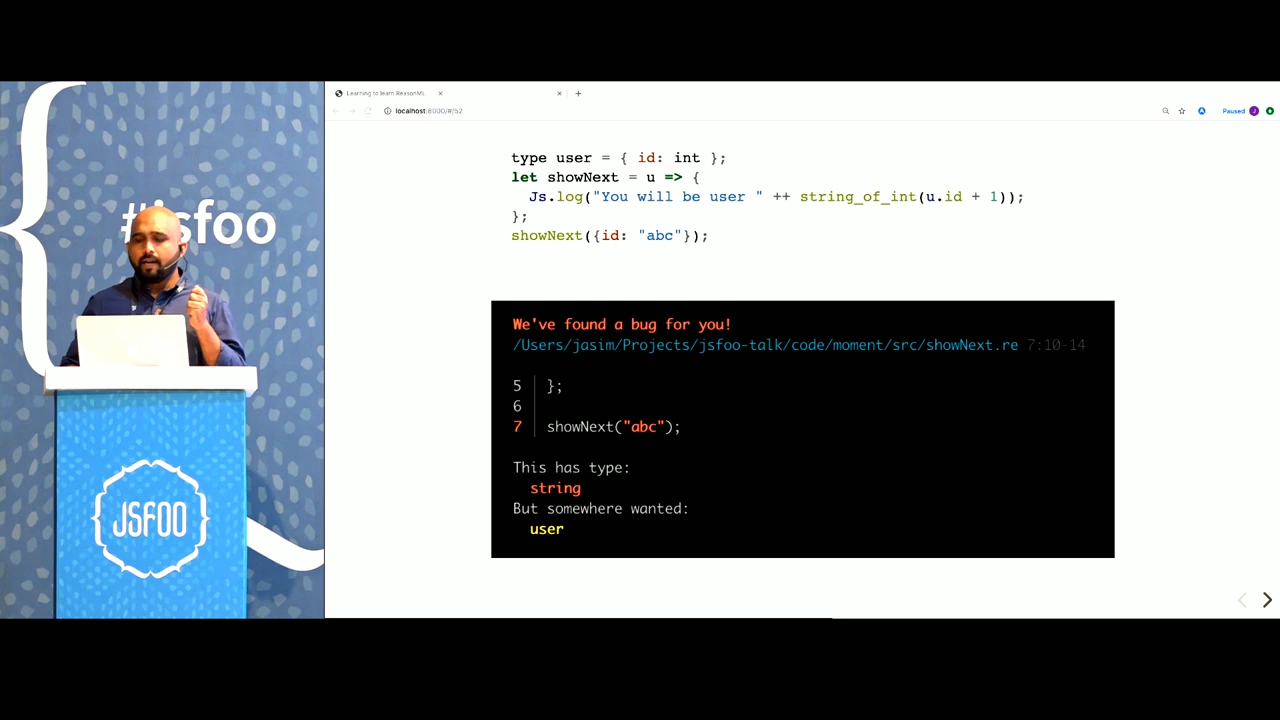 #jsfoo
JSFOO
Learning to learn ReasonML
localhost:8000/#/52
Paused
J
type user = { id: int };
let showNext = u => {
  Js.log("You will be user " ++ string_of_int(u.id + 1));
};
showNext({id: "abc"});
We've found a bug for you!
/Users/jasim/Projects/jsfoo-talk/code/moment/src/showNext.re 7:10-14
5 │ };
6 │
7 │ showNext("abc");
This has type:
  string
But somewhere wanted:
  user